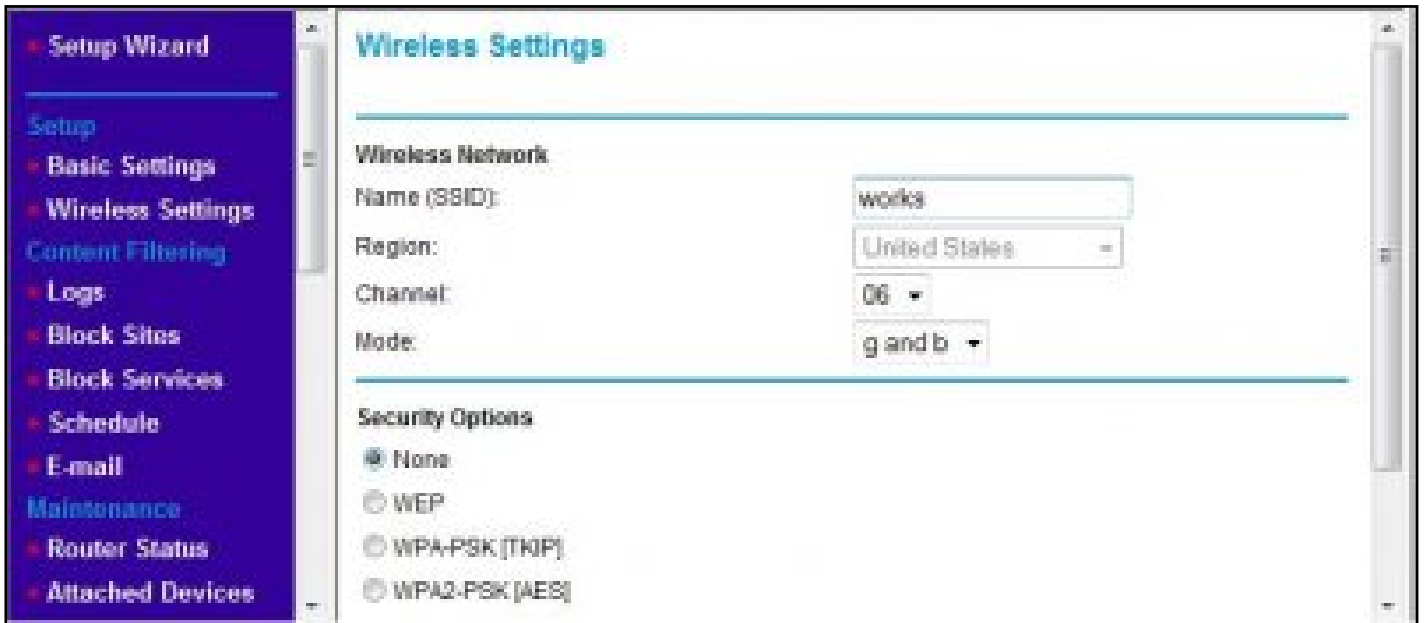 Setup Wizard
Setup
Basic Settings
Wireless Settings
Content Filtering
Logs
Block Sites
Block Services
Schedule
E-mail
Maintenance
Router Status
Attached Devices
Wireless Settings
Wireless Network
Name (SSID): works
Region: United States
Channel: 06
Mode: g and b
Security Options
None
WEP
WPA-PSK [TKIP]
WPA2-PSK [AES]